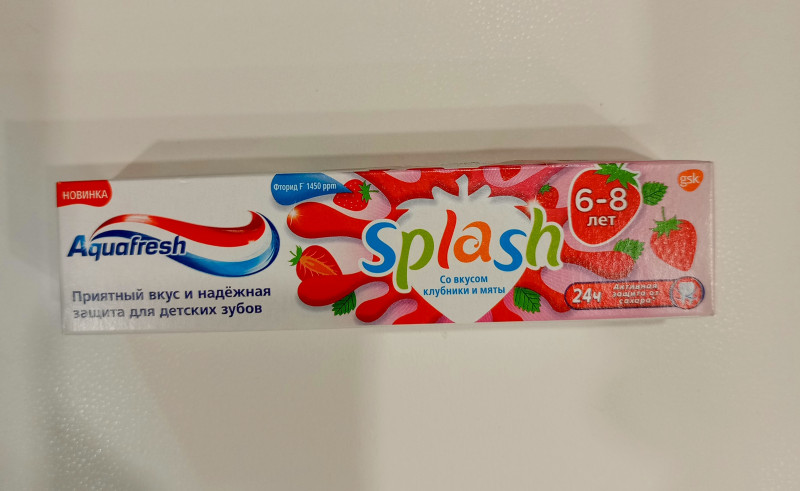 НОВИНКА
Aquafresh
Приятный вкус и надёжная
защита для детских зубов
Фторид F⁻ 1450 ppm
Splash
Со вкусом
клубники и мяты
6-8
лет
gsk
24ч
Активная
защита от
сахара*